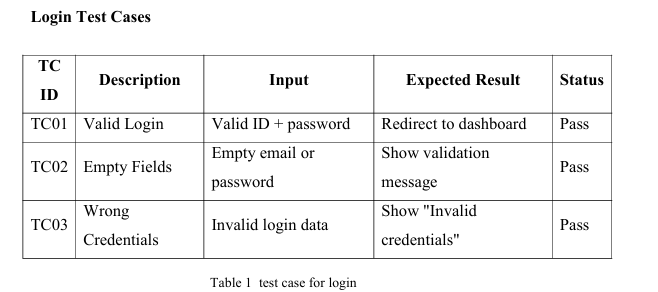 Login Test Cases
TC ID Description Input Expected Result Status
TC01 Valid Login Valid ID + password Redirect to dashboard Pass
TC02 Empty Fields Empty email or password Show validation message Pass
TC03 Wrong Credentials Invalid login data Show "Invalid credentials" Pass
Table 1 test case for login